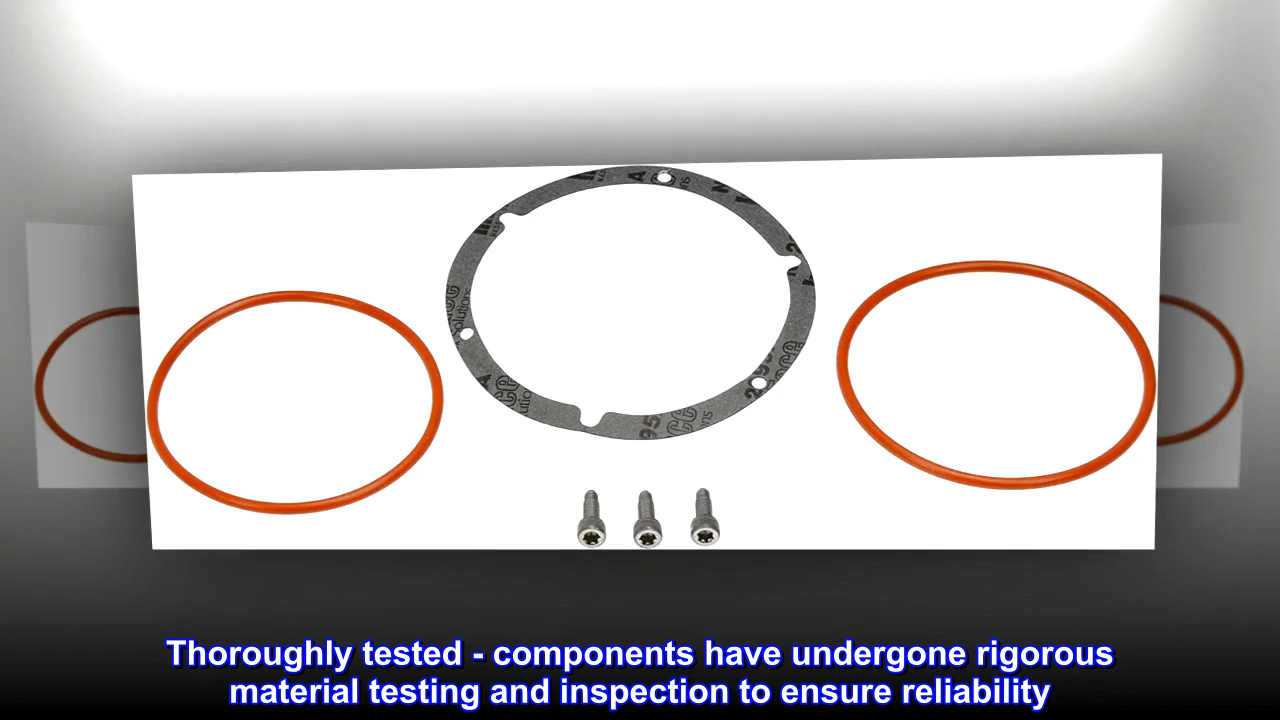 Thoroughly tested - components have undergone rigorous
material testing and inspection to ensure reliability